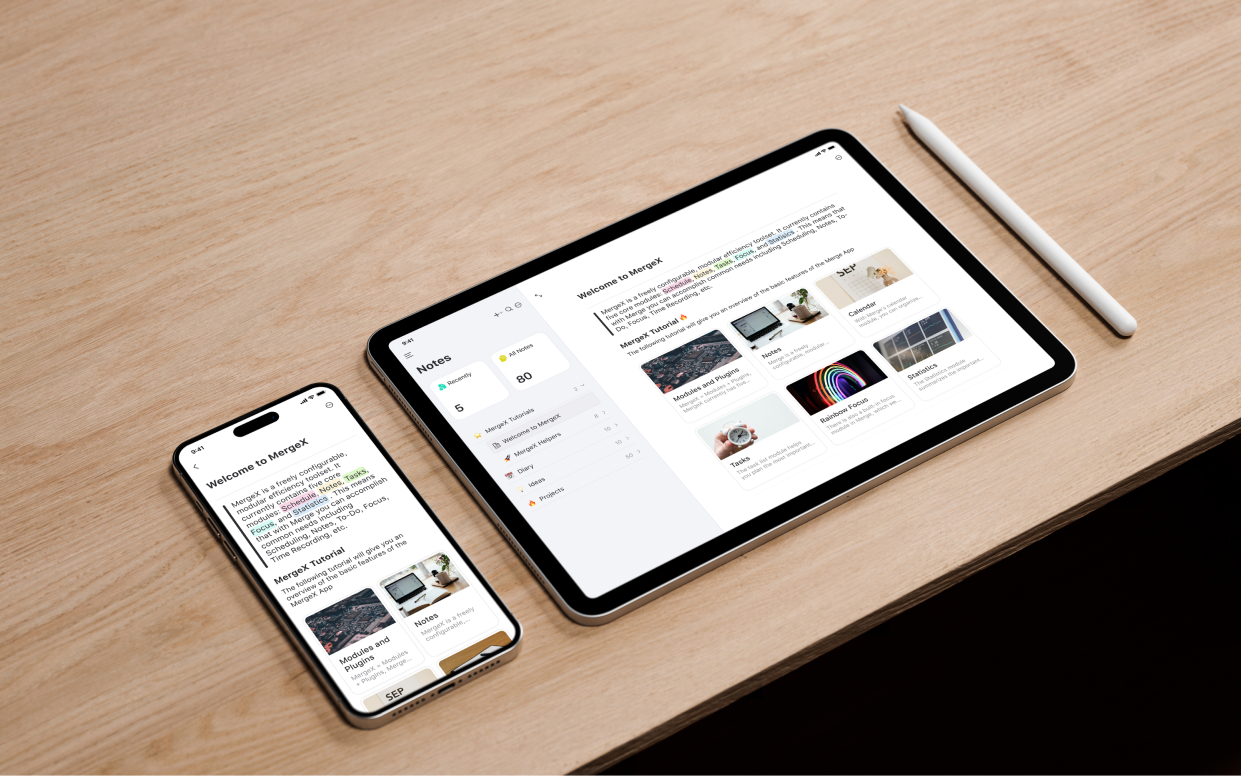 9:41
Welcome to MergeX
MergeX is a freely configurable,
modular efficiency toolset. It
currently contains five core
modules: Schedule, Notes, Tasks,
Focus, and Statistics . This means
that with Merge you can accomplish
common needs including
Scheduling, Notes, To-Do, Focus,
Time Recording, etc.
MergeX Tutorial
The following tutorial will give you an
overview of the basic features of the
MergeX App
Modules and
Plugins
MergeX = Modules
+ Plugins, Merge...
Notes
MergeX is a freely
configurable,...
SEP
9:41
Notes
Recently
5
All Notes
80
MergeX Tutorials
Welcome to MergeX
8
MergeX Helpers
10
Diary
10
Ideas
60
Projects
Welcome to MergeX
MergeX is a freely configurable, modular efficiency toolset. It currently contains
five core modules: Schedule, Notes, Tasks, Focus, and Statistics . This means that
with Merge you can accomplish common needs including Scheduling, Notes, To-
Do, Focus, Time Recording, etc.
MergeX Tutorial
The following tutorial will give you an overview of the basic features of the Merge App
Modules and Plugins
MergeX = Modules + Plugins,
MergeX currently has five...
Notes
Merge is a freely
configurable, modular...
SEP
Calendar
With Merge's calendar
module, you can organize...
Tasks
The task list module helps
you plan the most important...
Rainbow Focus
There is also a built-in focus
module in Merge, which we...
Statistics
The Statistics module
summarizes the important...